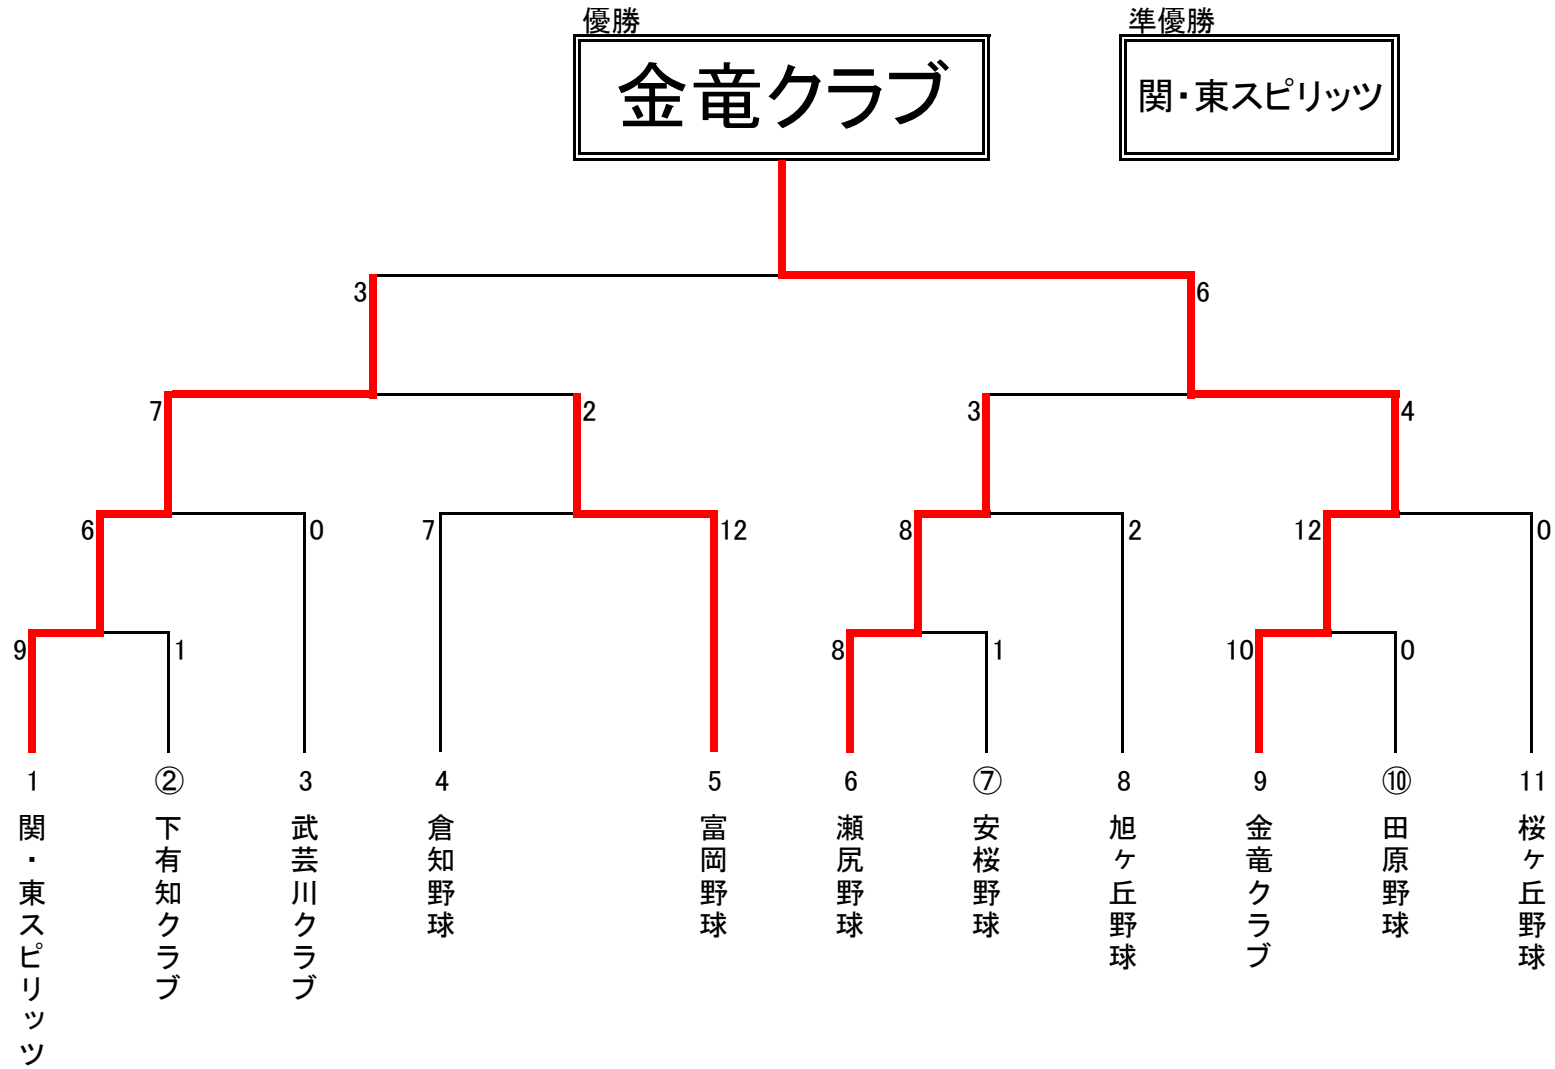 優勝
準優勝
金竜クラブ
関・東スピリッツ
3
6
7
2
3
4
6
0
7
12
8
2
12
0
9
1
8
1
10
0
1
②
3
4
5
6
⑦
8
9
⑩
11
関・東スピリッツ
下有知クラブ
武芸川クラブ
倉知野球
富岡野球
瀬尻野球
安桜野球
旭ヶ丘野球
金竜クラブ
田原野球
桜ヶ丘野球